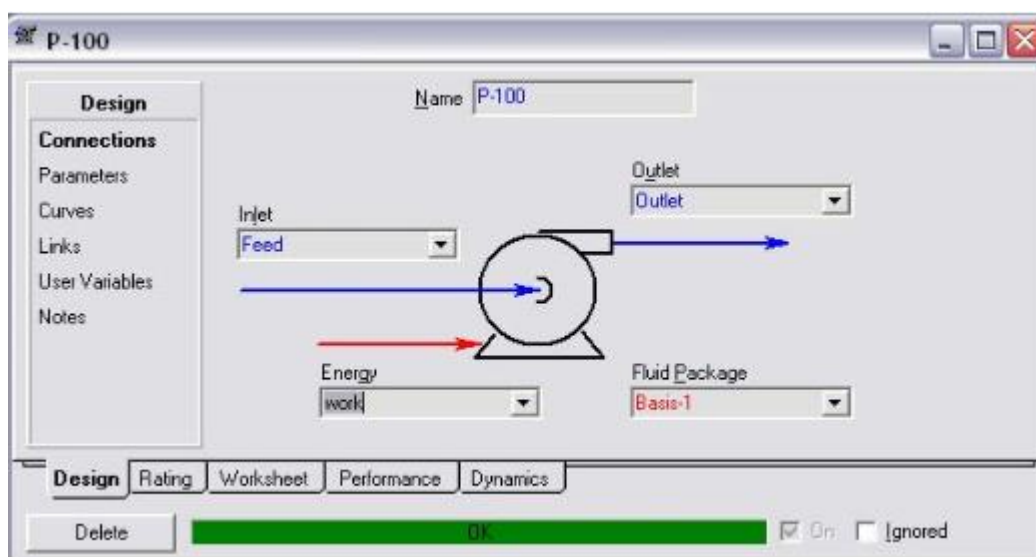 P-100
Design
Name P-100
Connections
Parameters
Outlet
Curves
Inlet
Outlet
Links
Feed
User Variables
Notes
Energy
Fluid Package
work
Basis-1
Design Rating Worksheet Performance Dynamics
Delete OK On Ignored